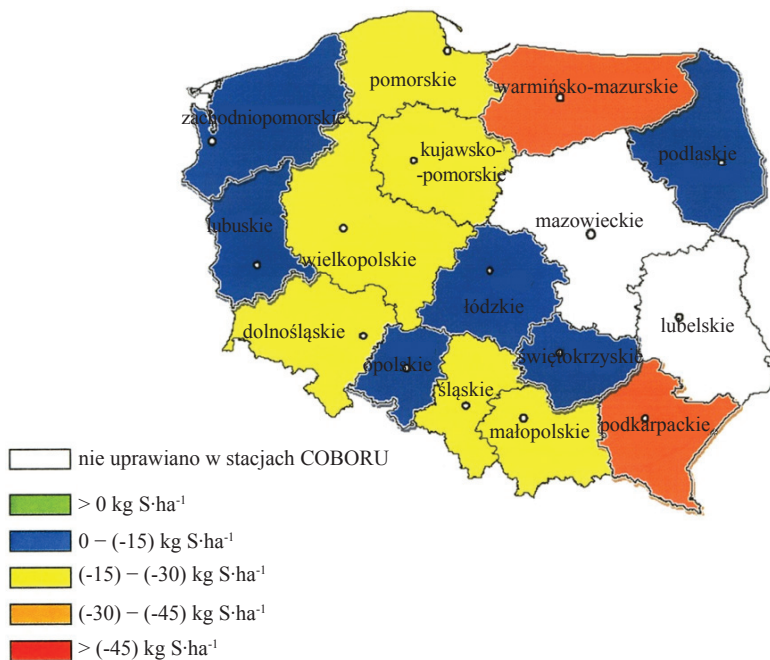 pomorskie
warmińsko-mazurskie
zachodniopomorskie
kujawsko-
-pomorskie
podlaskie
mazowieckie
lubuskie
wielkopolskie
łódzkie
lubelskie
dolnośląskie
opolskie
świętokrzyskie
śląskie
małopolskie
podkarpackie
nie uprawiano w stacjach COBORU
> 0 kg S·ha⁻¹
0 – (-15) kg S·ha⁻¹
(-15) – (-30) kg S·ha⁻¹
(-30) – (-45) kg S·ha⁻¹
> (-45) kg S·ha⁻¹